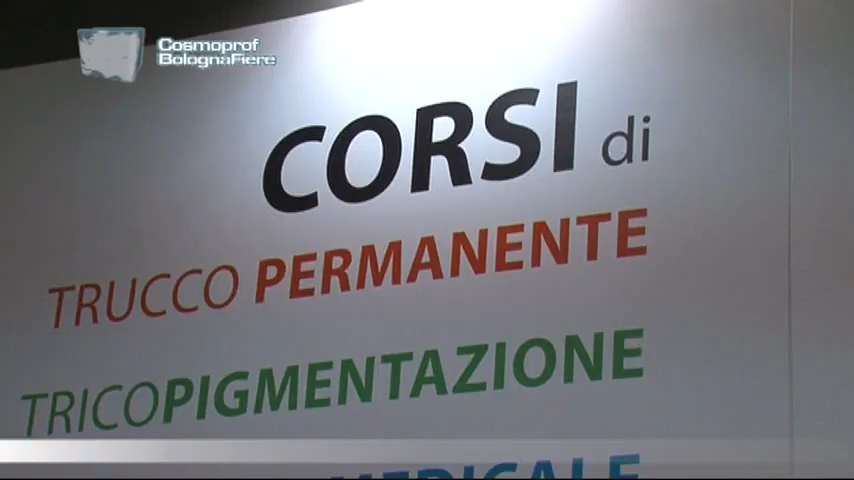 Cosmoprof
BolognaFiere
CORSI di
TRUCCO PERMANENTE
TRICOPIGMENTAZIONE